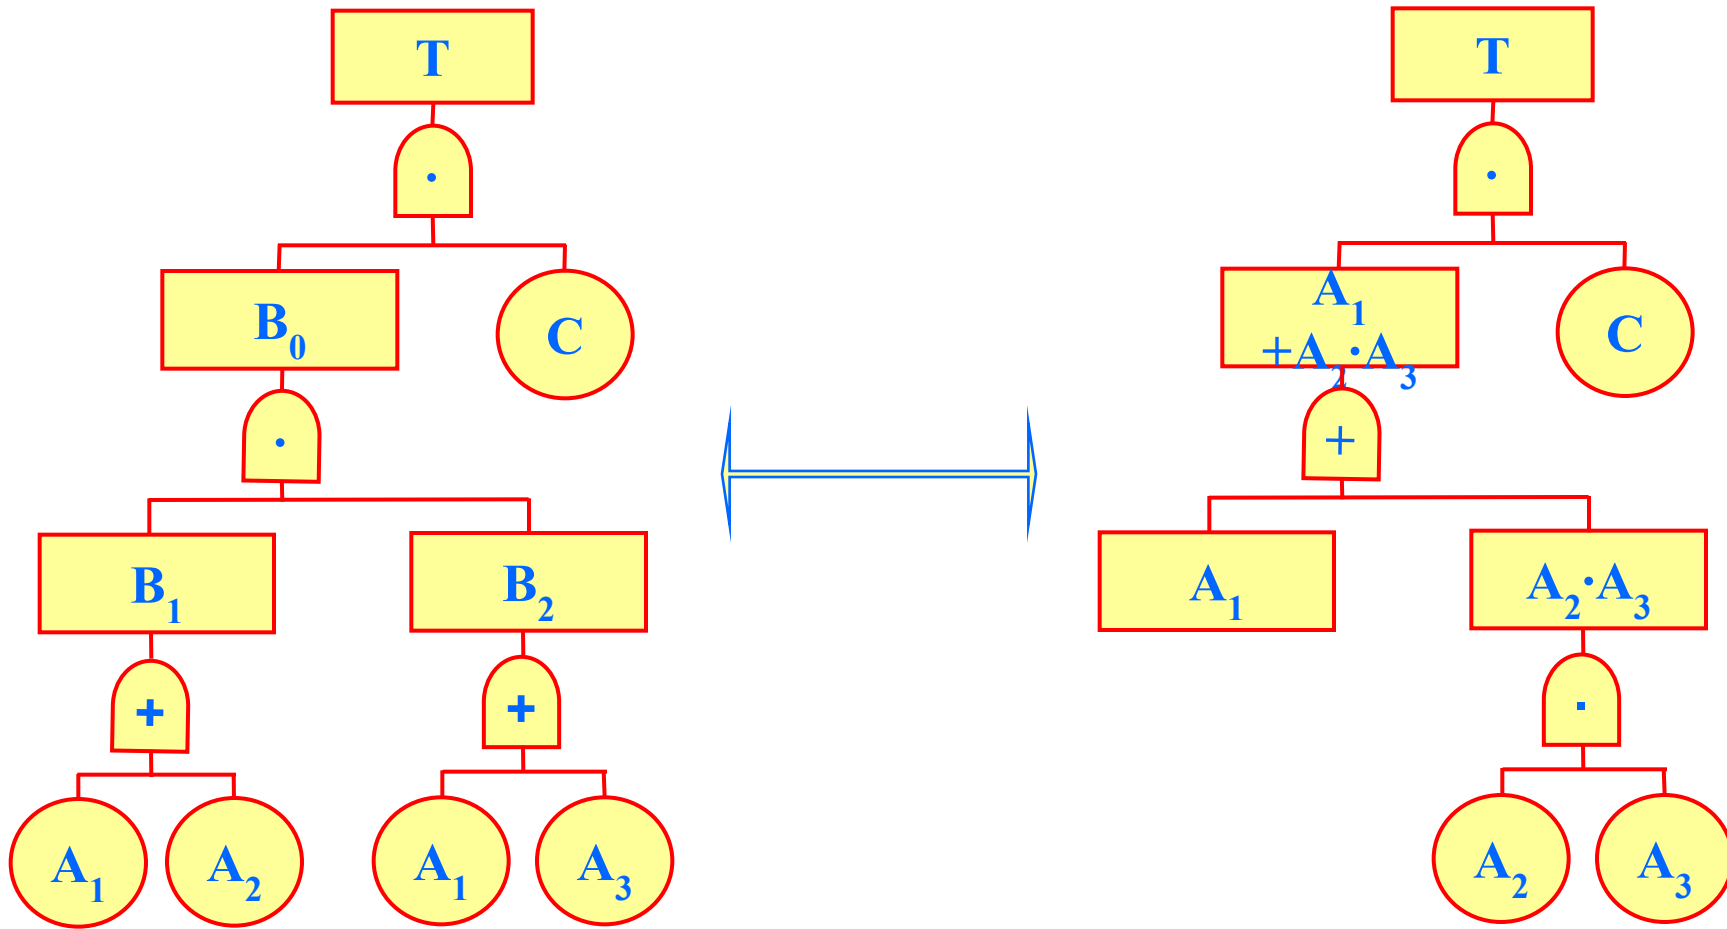 T
·
B₀
C
·
B₁
B₂
+
+
A₁
A₂
A₁
A₃
T
·
A₁
+A₂·A₃
C
+
A₁
A₂·A₃
·
A₂
A₃